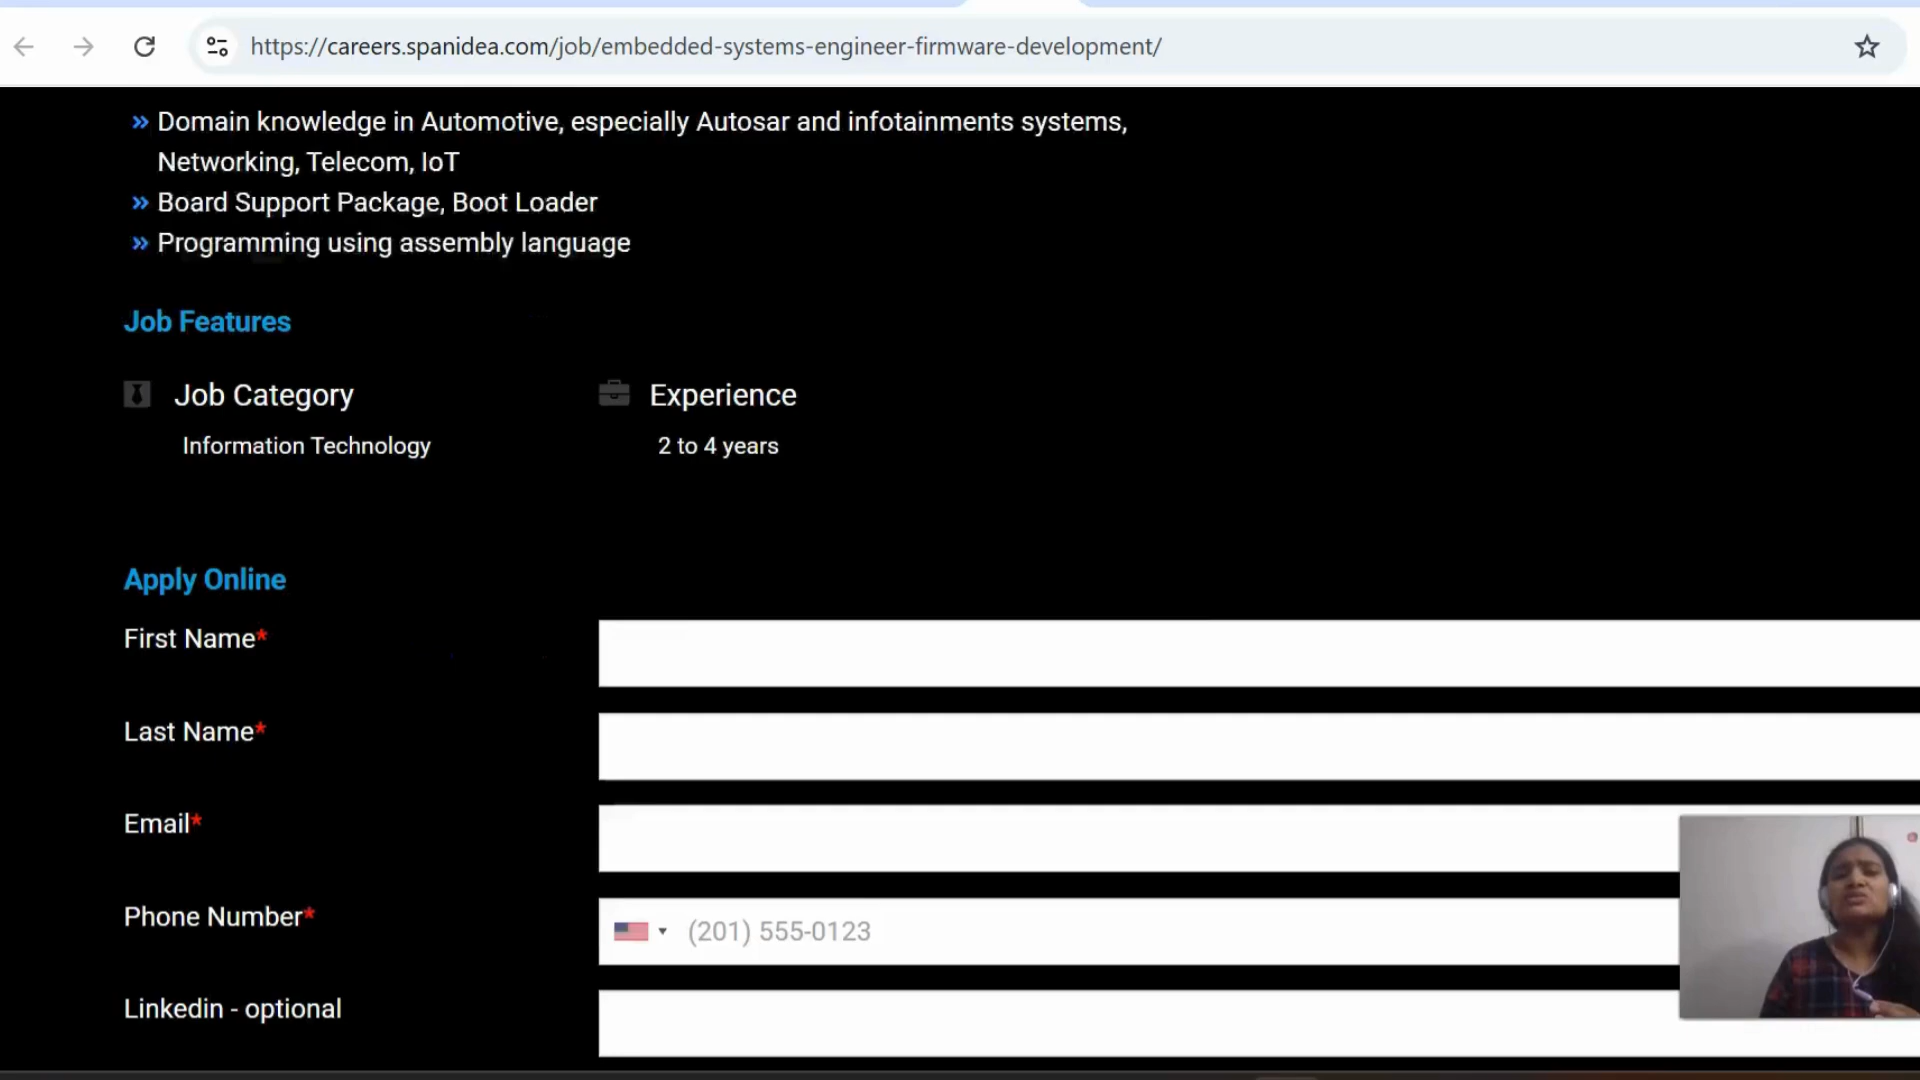 https://careers.spanidea.com/job/embedded-systems-engineer-firmware-development/
» Domain knowledge in Automotive, especially Autosar and infotainments systems,
Networking, Telecom, IoT
» Board Support Package, Boot Loader
» Programming using assembly language
Job Features
Job Category
Experience
Information Technology
2 to 4 years
Apply Online
First Name*
Last Name*
Email*
Phone Number*
(201) 555-0123
Linkedin - optional